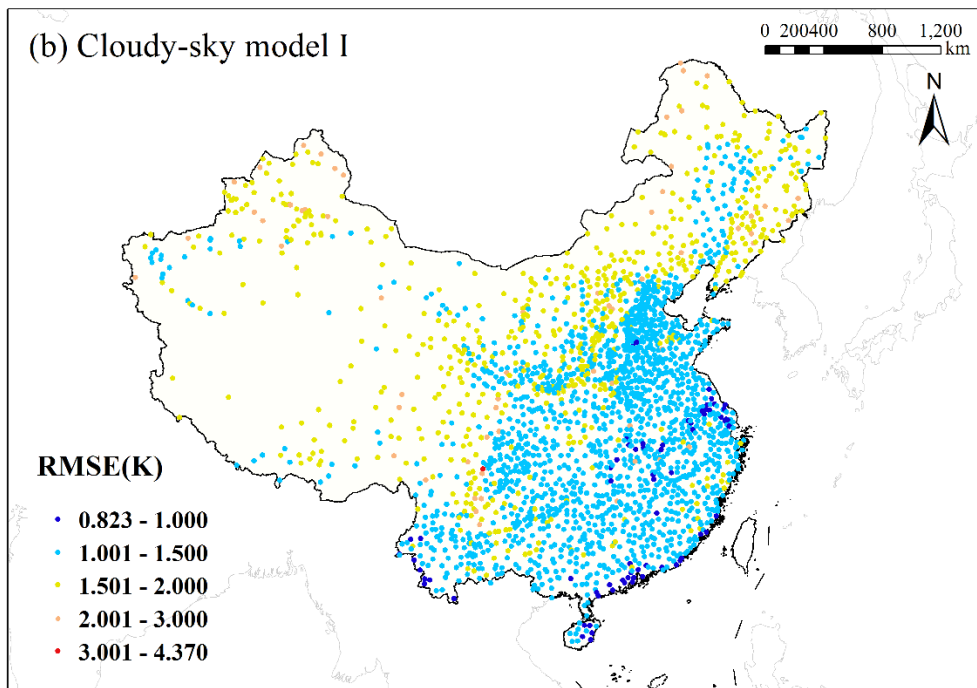 (b) Cloudy-sky model I
0 200400 800 1,200
km
N
RMSE(K)
0.823 - 1.000
1.001 - 1.500
1.501 - 2.000
2.001 - 3.000
3.001 - 4.370